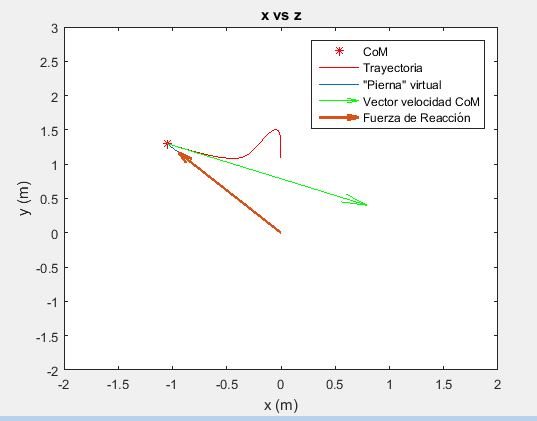 x vs z
CoM
Trayectoria
"Pierna" virtual
Vector velocidad CoM
Fuerza de Reacción
3
2.5
2
1.5
1
0.5
0
-0.5
-1
-1.5
-2
y (m)
-2 -1.5 -1 -0.5 0 0.5 1 1.5 2
x (m)